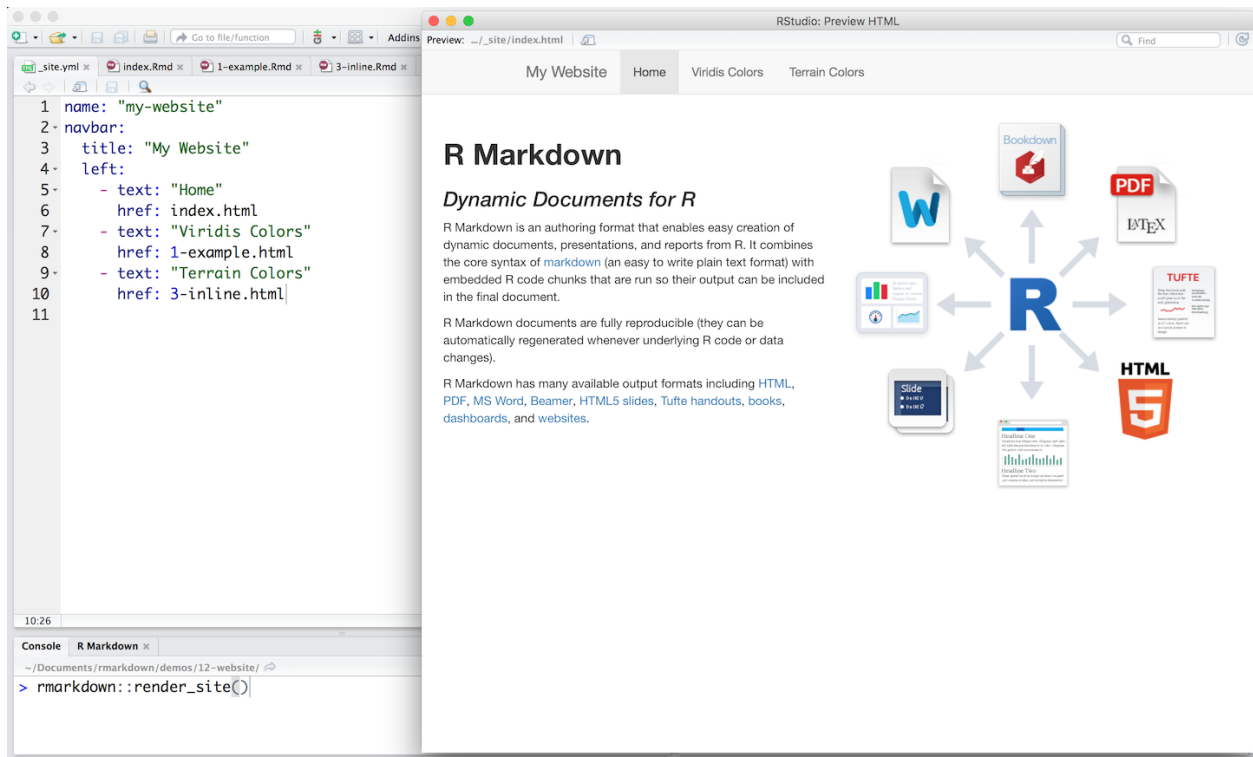 RStudio: Preview HTML
Go to file/function
Addins
Preview: .../_site/index.html
Find
_site.yml
index.Rmd
1-example.Rmd
3-inline.Rmd
My Website
Home
Viridis Colors
Terrain Colors
1 name: "my-website"
2 navbar:
3 title: "My Website"
4 left:
5 - text: "Home"
6 href: index.html
7 - text: "Viridis Colors"
8 href: 1-example.html
9 - text: "Terrain Colors"
10 href: 3-inline.html
11
10:26
Console
R Markdown
~/Documents/rmarkdown/demos/12-website/
> rmarkdown::render_site()
R Markdown
Dynamic Documents for R
R Markdown is an authoring format that enables easy creation of
dynamic documents, presentations, and reports from R. It combines
the core syntax of markdown (an easy to write plain text format) with
embedded R code chunks that are run so their output can be included
in the final document.
R Markdown documents are fully reproducible (they can be
automatically regenerated whenever underlying R code or data
changes).
R Markdown has many available output formats including HTML,
PDF, MS Word, Beamer, HTML5 slides, Tufte handouts, books,
dashboards, and websites.
Bookdown
W
PDF
LATEX
TUFTE
R
Slide
HTML
5
Headline One
Headline Two